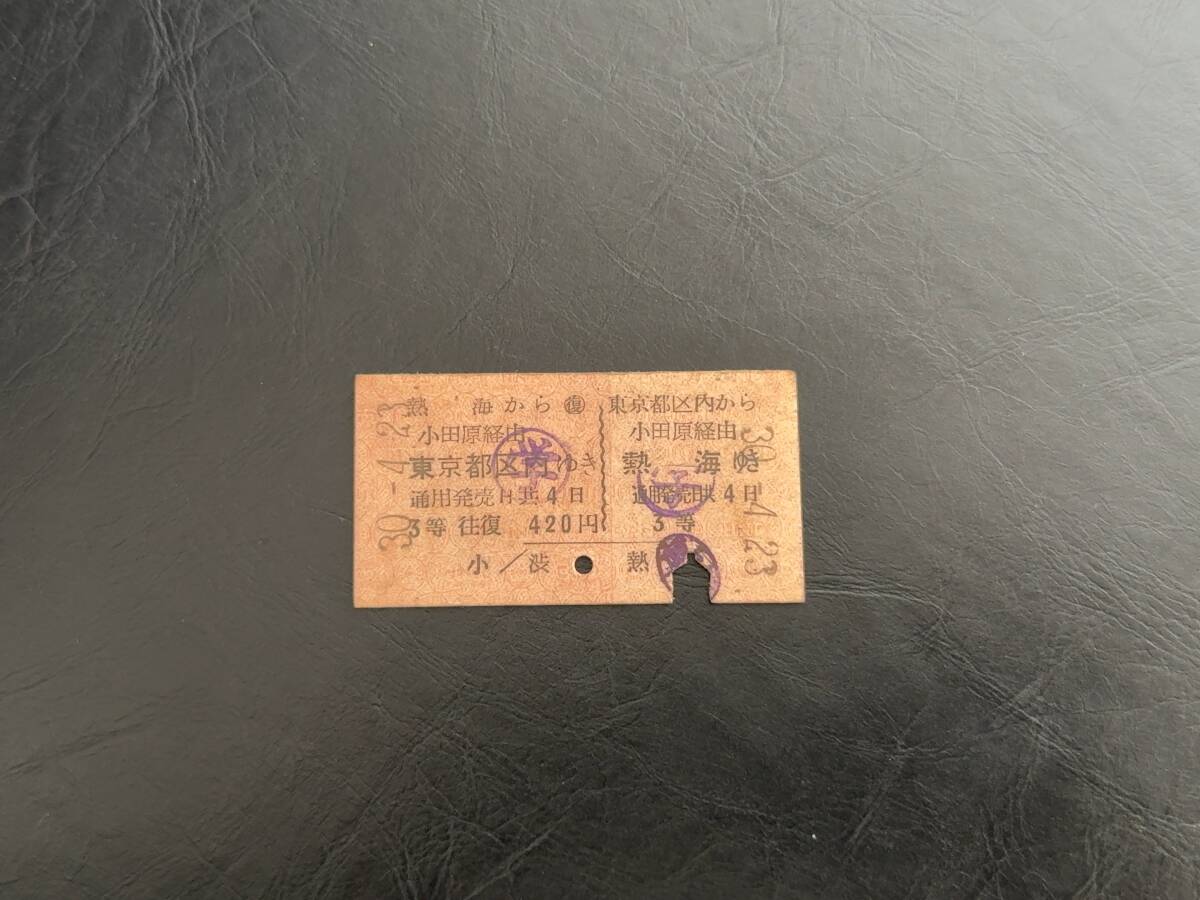 熱　海から ㊝復
小田原経由
東京都区内ゆき
通用発売日共4日
3等 往復 420円
小/渋
東京都区内から
小田原経由
熱　海ゆき
通用発売日共4日
3等
熱
30.-4.23
30.-4.23
学